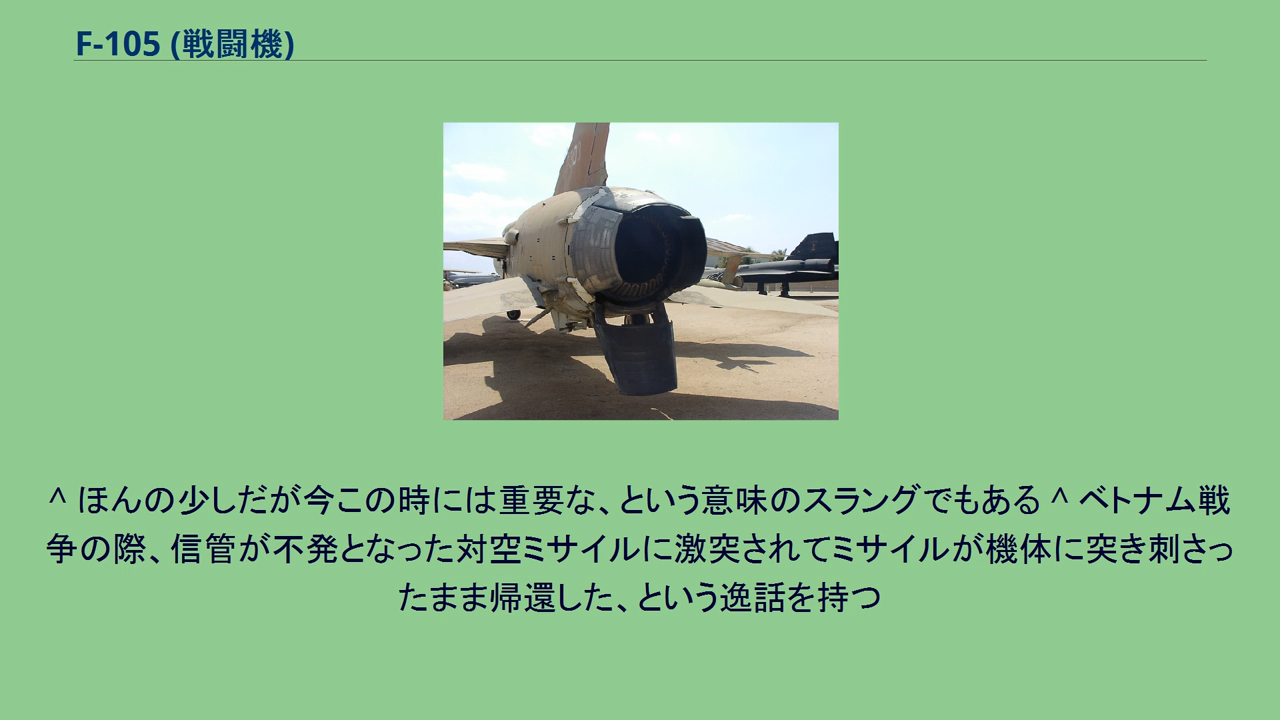 F-105 (戦闘機)
^ ほんの少しだが今この時には重要な、という意味のスラングでもある ^ ベトナム戦
争の際、信管が不発となった対空ミサイルに激突されてミサイルが機体に突き刺さっ
たまま帰還した、という逸話を持つ